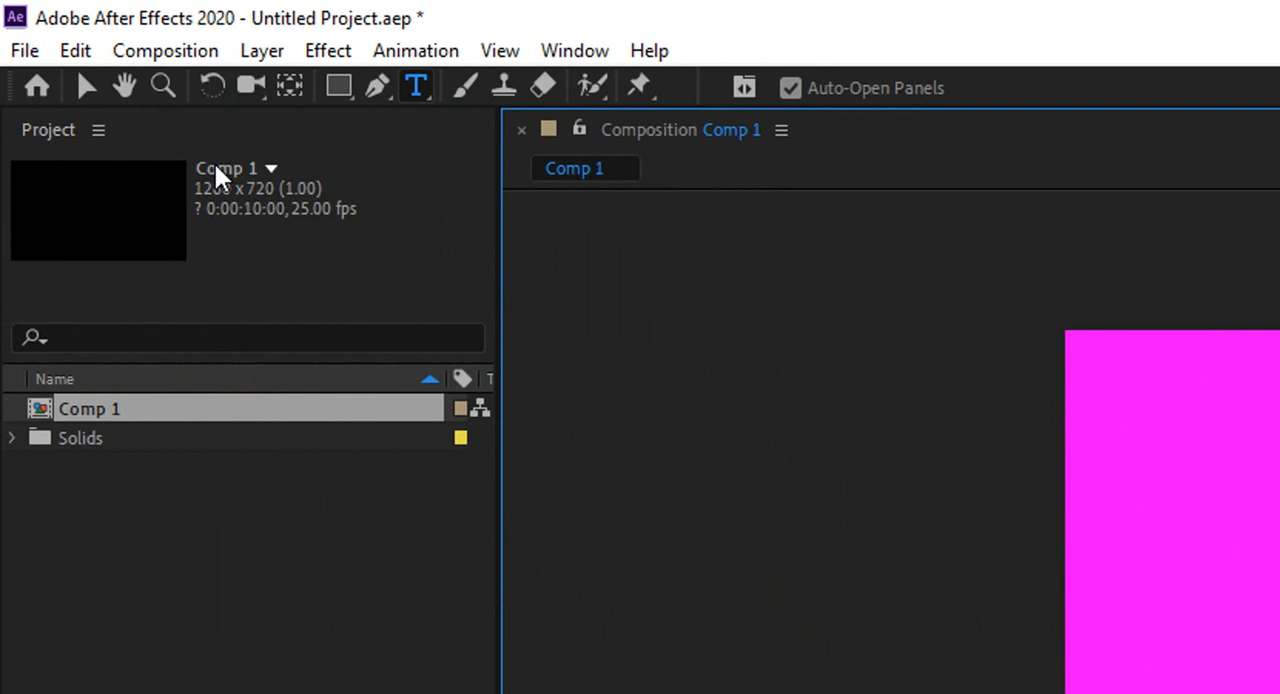 Ae Adobe After Effects 2020 - Untitled Project.aep *
File Edit Composition Layer Effect Animation View Window Help
T Auto-Open Panels
Project
× Composition Comp 1
Comp 1
Comp 1
x 720 (1.00)
? 0:00:10:00, 25.00 fps
Name T
Comp 1
Solids